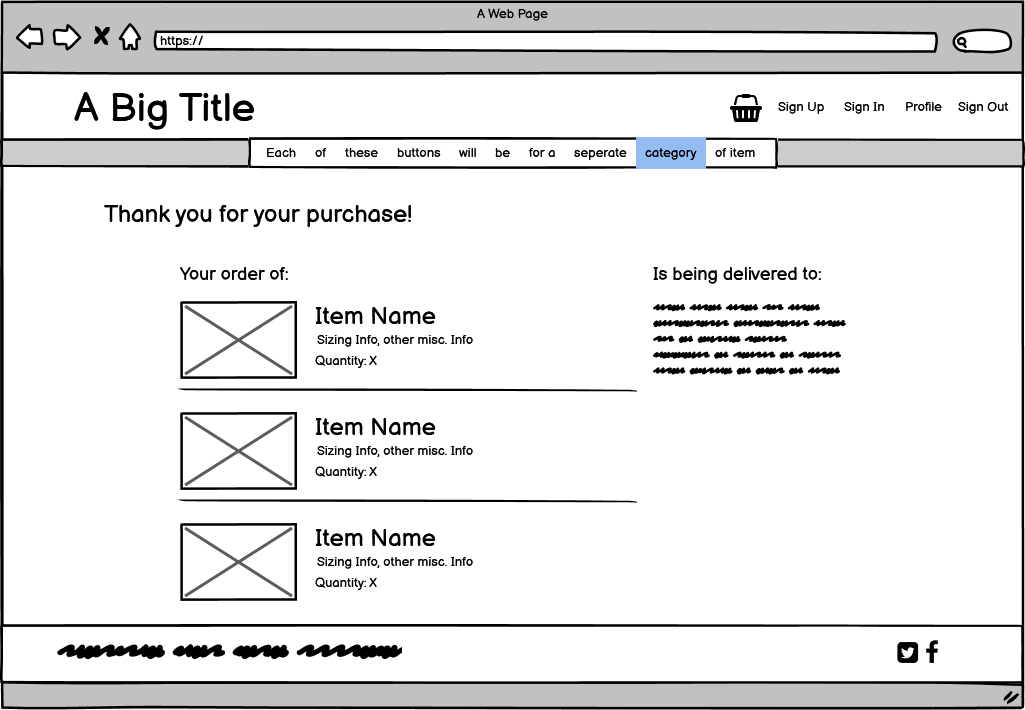 A Web Page
https://
A Big Title
Sign Up Sign In Profile Sign Out
Each of these buttons will be for a seperate category of item
Thank you for your purchase!
Your order of:
Is being delivered to:
Item Name
Sizing Info, other misc. Info
Quantity: X
Item Name
Sizing Info, other misc. Info
Quantity: X
Item Name
Sizing Info, other misc. Info
Quantity: X